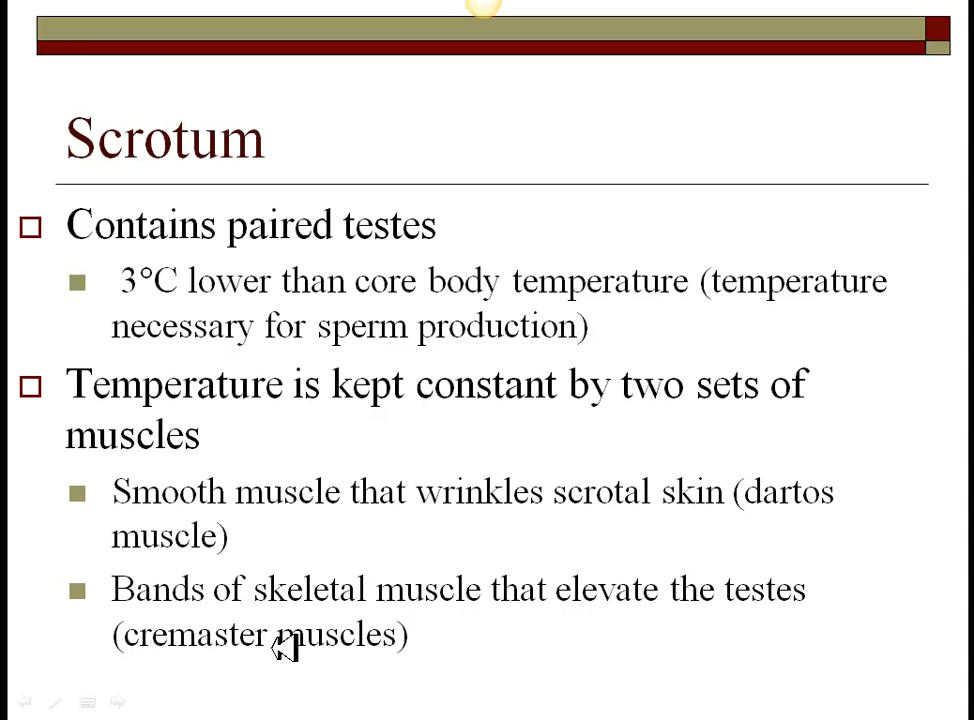 Scrotum
Contains paired testes
3°C lower than core body temperature (temperature
necessary for sperm production)
Temperature is kept constant by two sets of
muscles
Smooth muscle that wrinkles scrotal skin (dartos
muscle)
Bands of skeletal muscle that elevate the testes
(cremaster muscles)